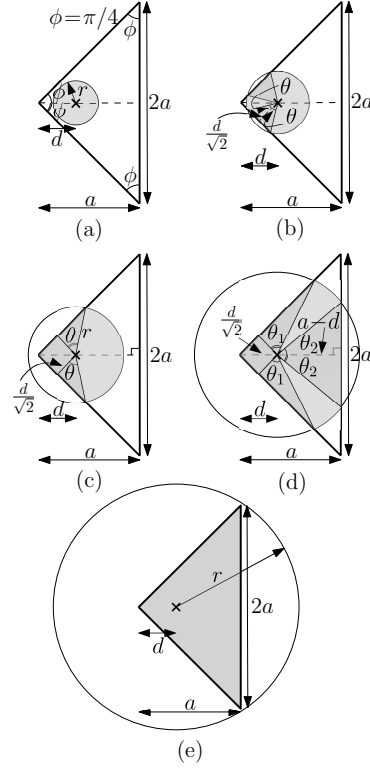 ϕ=π/4
ϕ
ϕ
ϕ
r
2a
d
ϕ
a
(a)
θ
2a
θ
d/√2
d
a
(b)
θ
r
2a
θ
d/√2
d
a
(c)
d/√2
θ₁
a−d
θ₂
2a
θ₁
θ₂
d
a
(d)
r
2a
d
a
(e)